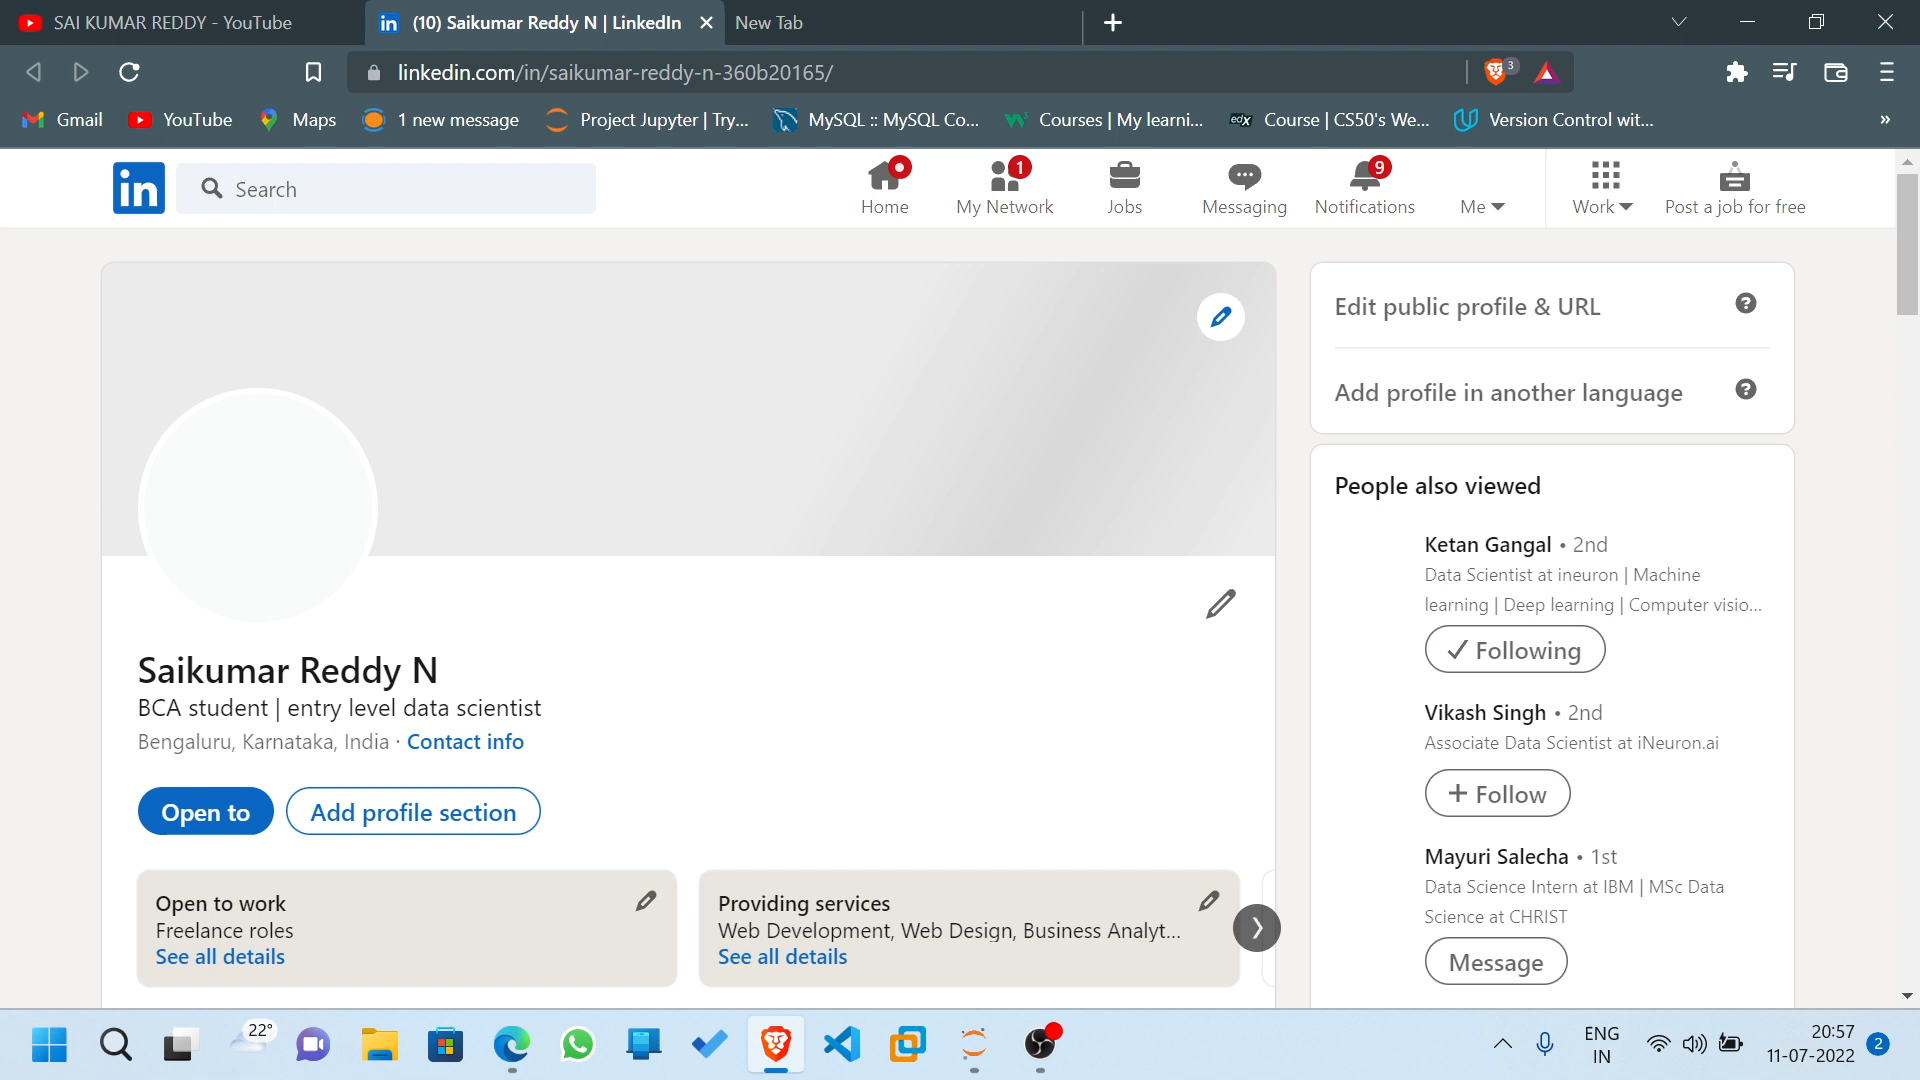 SAI KUMAR REDDY - YouTube
(10) Saikumar Reddy N | LinkedIn
New Tab
linkedin.com/in/saikumar-reddy-n-360b20165/
3
Gmail
YouTube
Maps
1 new message
Project Jupyter | Try...
MySQL :: MySQL Co...
Courses | My learni...
edX
Course | CS50's We...
Version Control wit...
»
in
Search
Home
1
My Network
Jobs
Messaging
9
Notifications
Me
Work
Post a job for free
Saikumar Reddy N
BCA student | entry level data scientist
Bengaluru, Karnataka, India · Contact info
Open to
Add profile section
Open to work
Freelance roles
See all details
Providing services
Web Development, Web Design, Business Analyt...
See all details
Edit public profile & URL
Add profile in another language
People also viewed
Ketan Gangal • 2nd
Data Scientist at ineuron | Machine
learning | Deep learning | Computer visio...
Following
Vikash Singh • 2nd
Associate Data Scientist at iNeuron.ai
Follow
Mayuri Salecha • 1st
Data Science Intern at IBM | MSc Data
Science at CHRIST
Message
22°
ENG
IN
20:57
11-07-2022
2